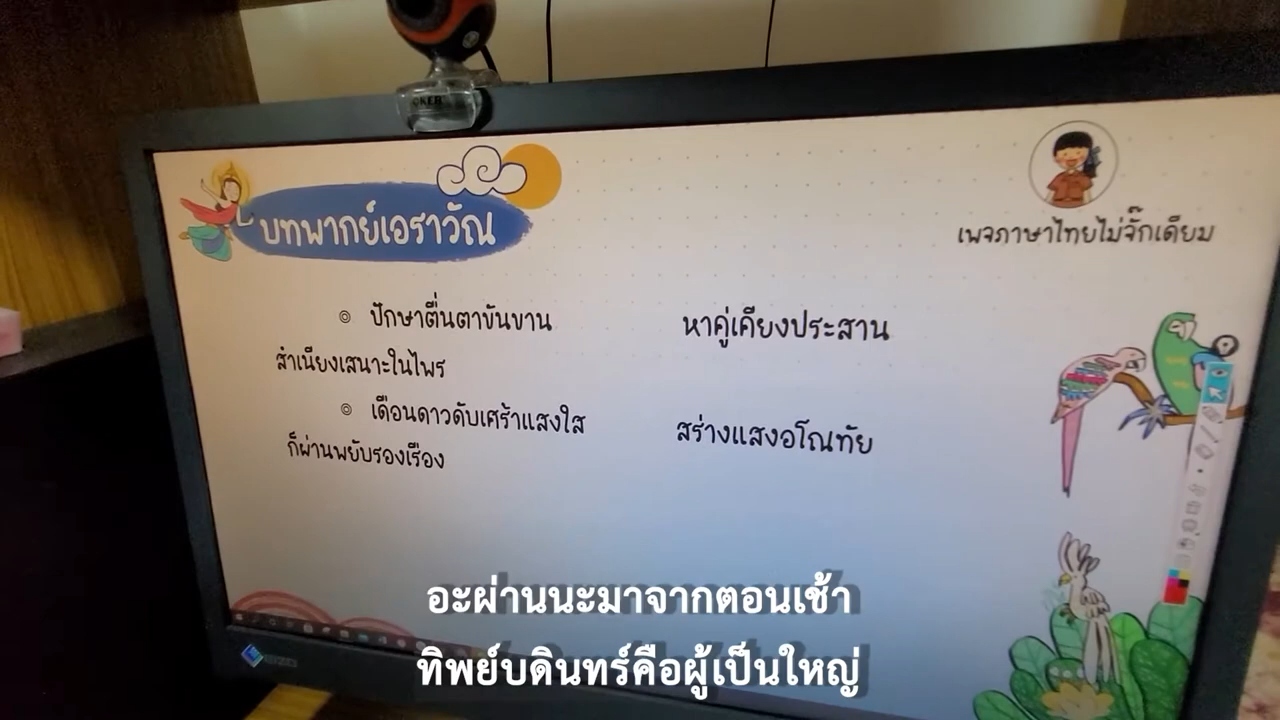 OKER
บทพากย์เอราวัณ
เพจภาษาไทยไม่จั๊กเดียม
๏ ปักษาตื่นตาขันขาน หาคู่เคียงประสาน
สำเนียงเสนาะในไพร
๏ เดือนดาวดับเศร้าแสงใส สร่างแสงอโณทัย
ก็ผ่านพยับรองเรือง
อะผ่านนะมาจากตอนเช้า
ทิพย์บดินทร์คือผู้เป็นใหญ่